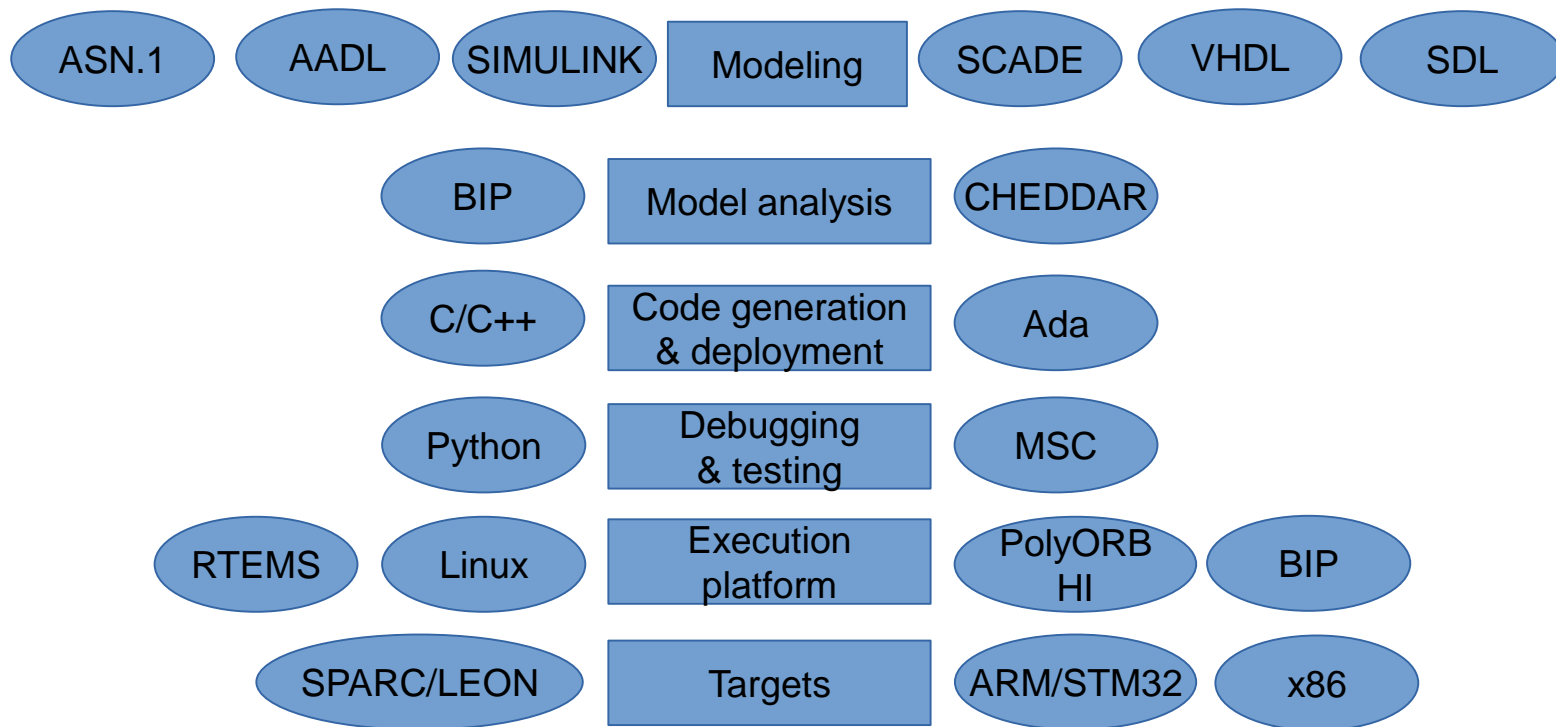 ASN.1
AADL
SIMULINK
Modeling
SCADE
VHDL
SDL
BIP
Model analysis
CHEDDAR
C/C++
Code generation
& deployment
Ada
Python
Debugging
& testing
MSC
RTEMS
Linux
Execution
platform
PolyORB
HI
BIP
SPARC/LEON
Targets
ARM/STM32
x86